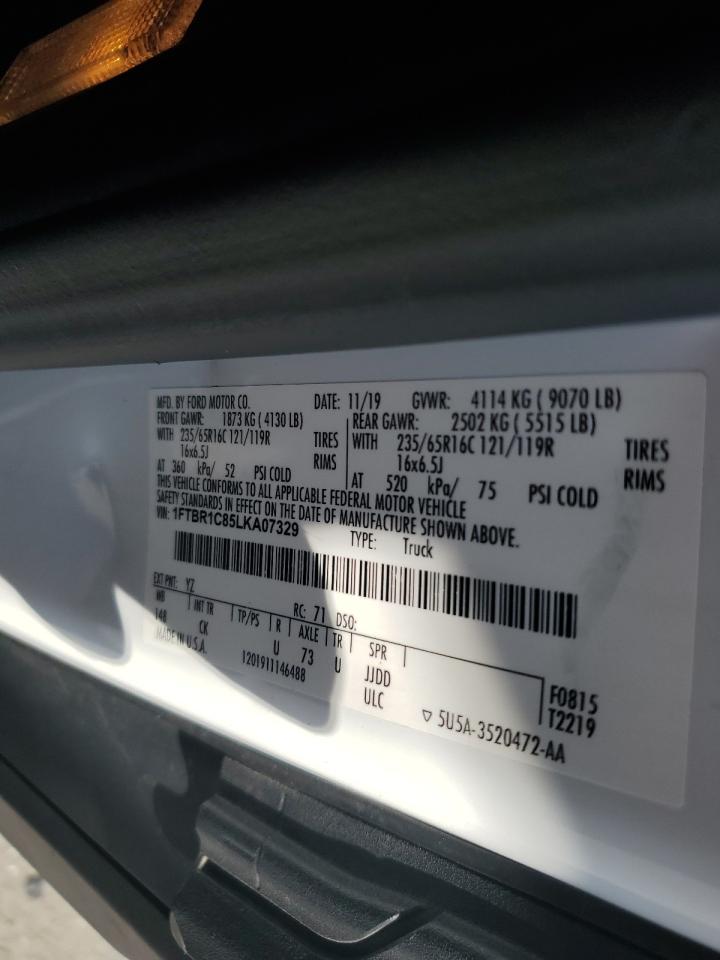 MFD. BY FORD MOTOR CO. DATE: 11/19 GVWR: 4114 KG ( 9070 LB)
FRONT GAWR: 1873 KG ( 4130 LB) REAR GAWR: 2502 KG ( 5515 LB)
WITH 235/65R16C 121/119R TIRES WITH 235/65R16C 121/119R TIRES
16x6.5J RIMS 16x6.5J RIMS
AT 360 kPa/ 52 PSI COLD AT 520 kPa/ 75 PSI COLD
THIS VEHICLE CONFORMS TO ALL APPLICABLE FEDERAL MOTOR VEHICLE
SAFETY STANDARDS IN EFFECT ON THE DATE OF MANUFACTURE SHOWN ABOVE.
VIN: 1FTBR1C85LKA07329 TYPE: Truck
EXT PNT: YZ RC: 71 DSO:
WB INT TR TP/PS R AXLE TR SPR
148 CK U 73 U JJDD
MADE IN U.S.A. 1201911146488 ULC
F0815
T2219
▽ 5U5A-3520472-AA